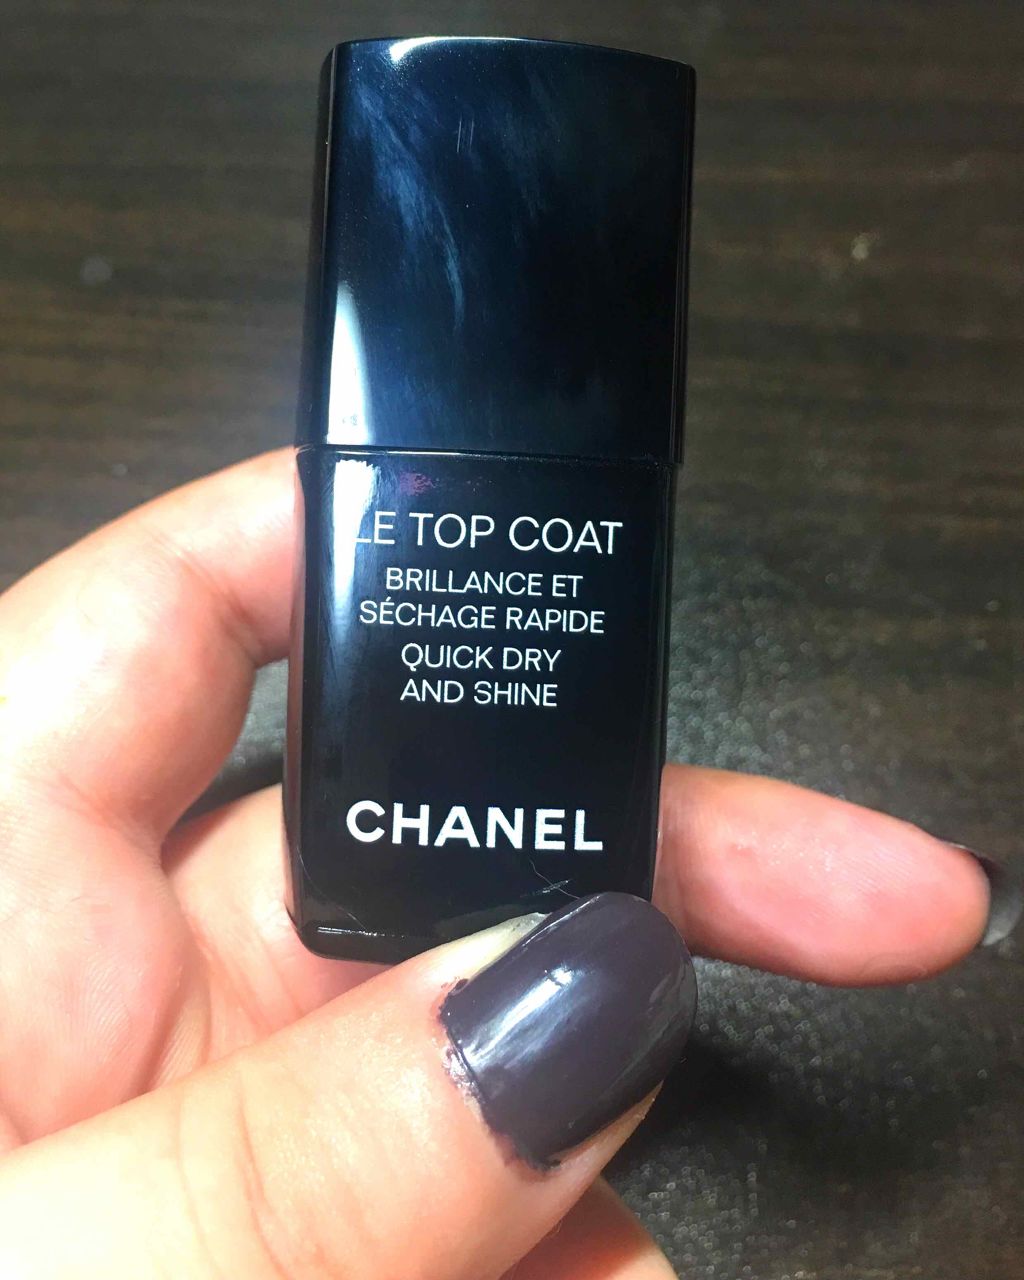 LE TOP COAT
BRILLANCE ET
SÉCHAGE RAPIDE
QUICK DRY
AND SHINE
CHANEL